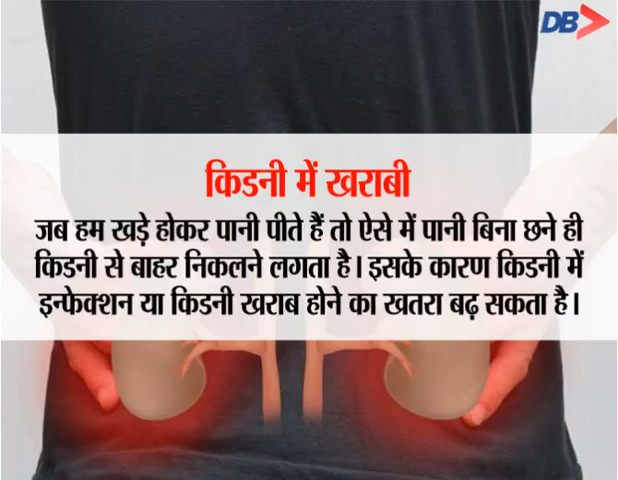 DB
किडनी में खराबी
जब हम खड़े होकर पानी पीते हैं तो ऐसे में पानी बिना छने ही
किडनी से बाहर निकलने लगता है। इसके कारण किडनी में
इन्फेक्शन या किडनी खराब होने का खतरा बढ़ सकता है।